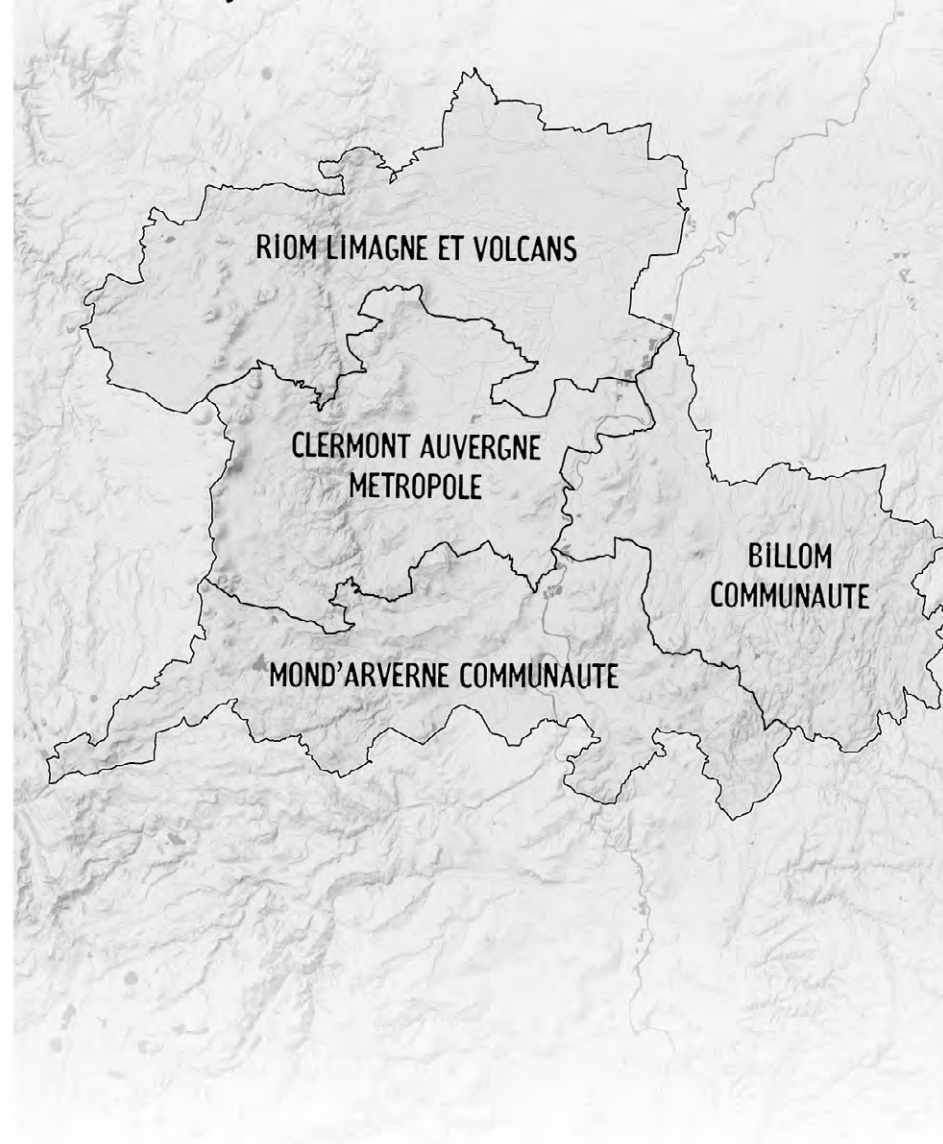 RIOM LIMAGNE ET VOLCANS
CLERMONT AUVERGNE
METROPOLE
BILLOM
COMMUNAUTE
MOND'ARVERNE COMMUNAUTE